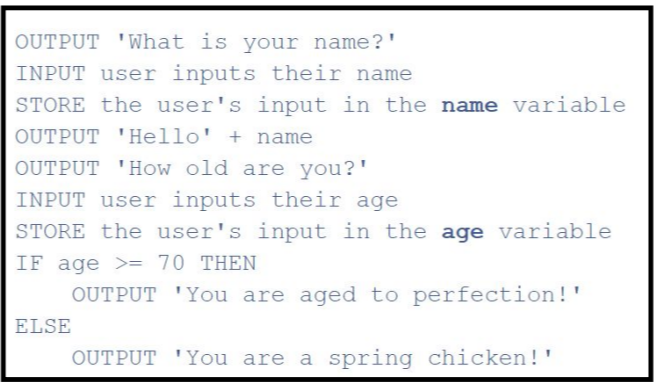 OUTPUT 'What is your name?'
INPUT user inputs their name
STORE the user's input in the name variable
OUTPUT 'Hello' + name
OUTPUT 'How old are you?'
INPUT user inputs their age
STORE the user's input in the age variable
IF age >= 70 THEN
    OUTPUT 'You are aged to perfection!'
ELSE
    OUTPUT 'You are a spring chicken!'